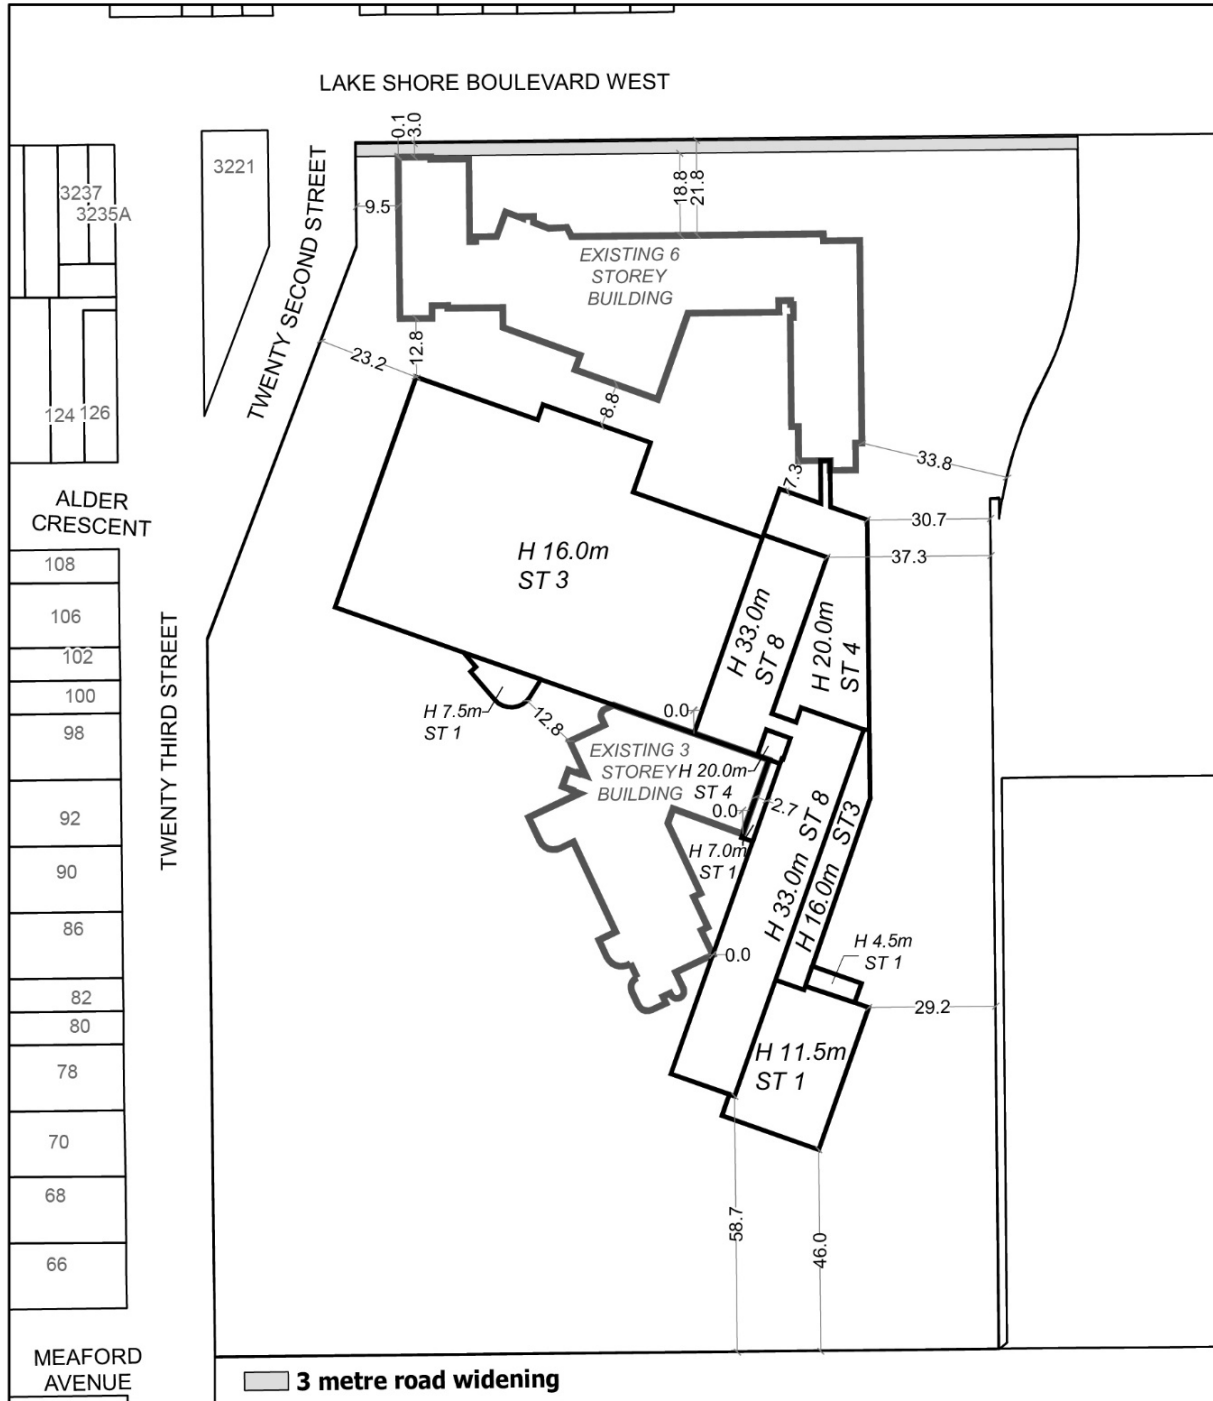 LAKE SHORE BOULEVARD WEST
0.1
3.0
3221
3237
3235A
TWENTY SECOND STREET
9.5
18.8
21.8
EXISTING 6
STOREY
BUILDING
12.8
23.2
8.8
124
126
33.8
7.3
ALDER
CRESCENT
30.7
37.3
H 16.0m
ST 3
108
106
102
100
98
92
90
86
82
80
78
70
68
66
TWENTY THIRD STREET
H 33.0m
ST 8
H 20.0m
ST 4
H 7.5m
ST 1
12.8
0.0
EXISTING 3
STOREY
BUILDING
H 20.0m
ST 4
2.7
0.0
H 7.0m
ST 1
H 33.0m ST 8
H 16.0m ST3
0.0
H 4.5m
ST 1
29.2
H 11.5m
ST 1
58.7
46.0
MEAFORD
AVENUE
3 metre road widening